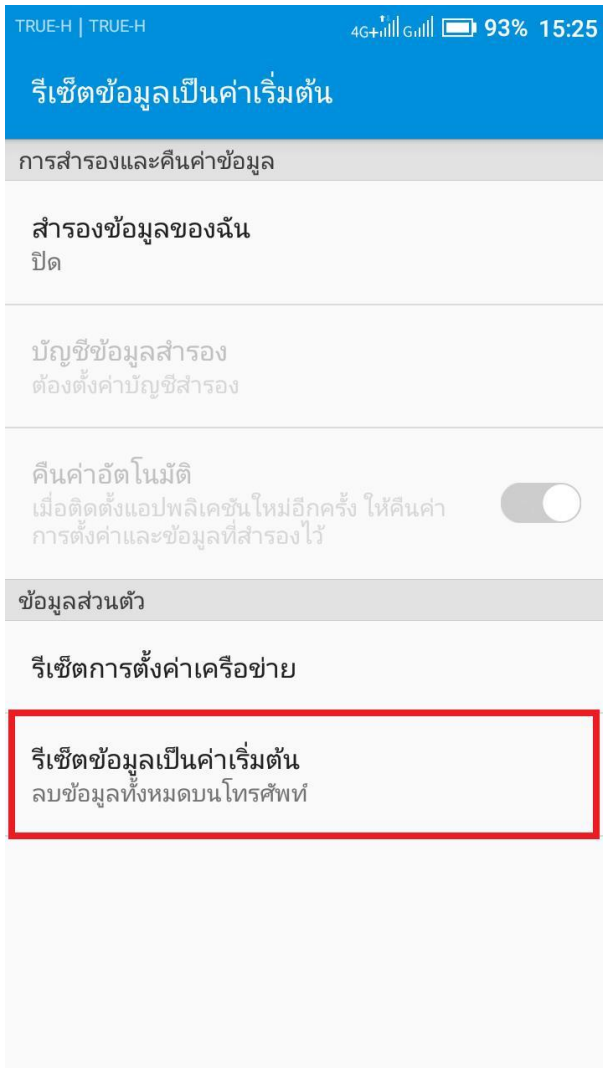 TRUE-H | TRUE-H 4G+ G 93% 15:25
รีเซ็ตข้อมูลเป็นค่าเริ่มต้น
การสำรองและคืนค่าข้อมูล
สำรองข้อมูลของฉัน
ปิด
บัญชีข้อมูลสำรอง
ต้องตั้งค่าบัญชีสำรอง
คืนค่าอัตโนมัติ
เมื่อติดตั้งแอปพลิเคชันใหม่อีกครั้ง ให้คืนค่า
การตั้งค่าและข้อมูลที่สำรองไว้
ข้อมูลส่วนตัว
รีเซ็ตการตั้งค่าเครือข่าย
รีเซ็ตข้อมูลเป็นค่าเริ่มต้น
ลบข้อมูลทั้งหมดบนโทรศัพท์